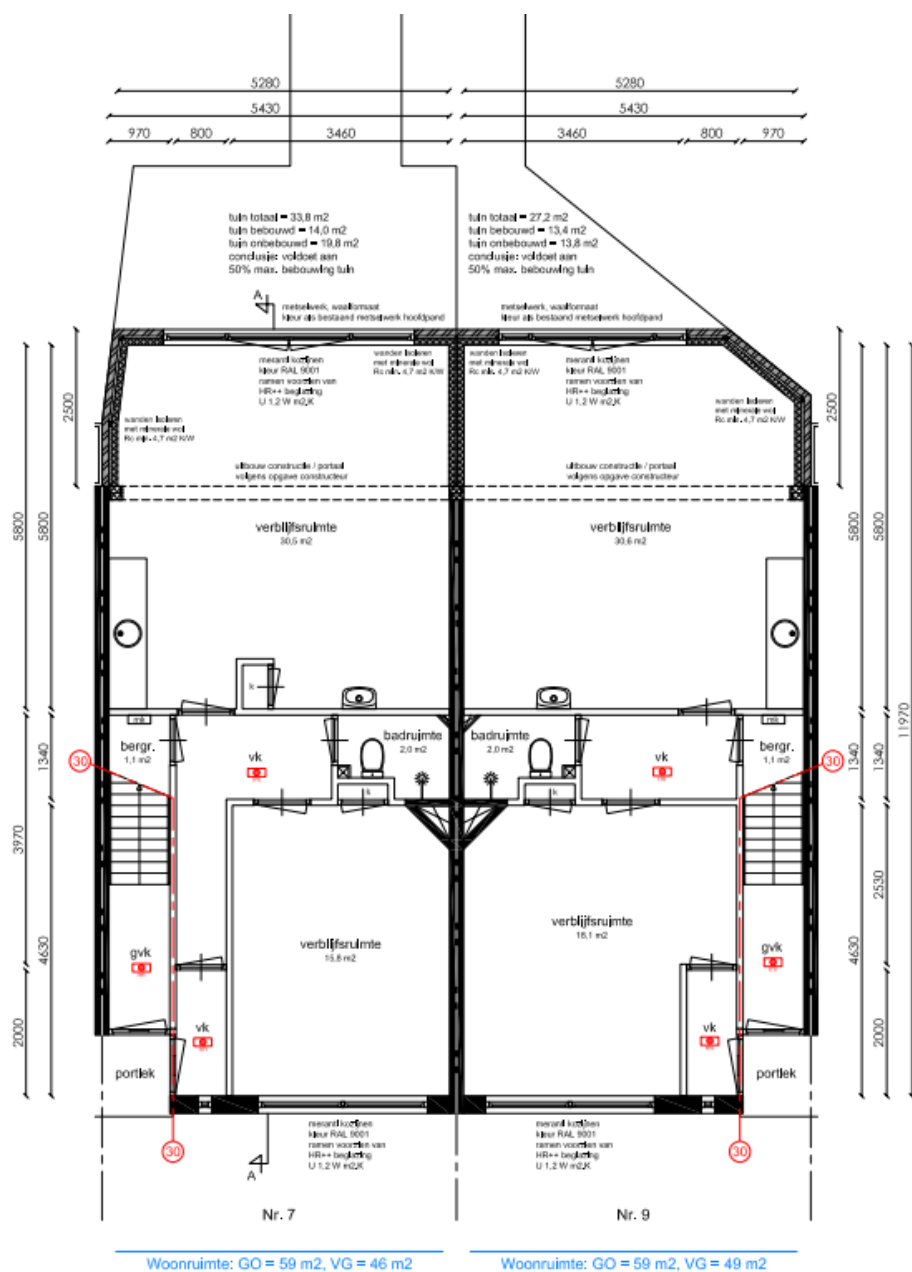 5280
5280
5430
5430
970
800
3460
3460
800
970
tuin totaal = 33,8 m2
tuin bebouwd = 14,0 m2
tuin onbebouwd = 19,8 m2
conclusie: voldoet aan
50% max. bebouwing tuin
tuin totaal = 27,2 m2
tuin bebouwd = 13,4 m2
tuin onbebouwd = 13,8 m2
conclusie: voldoet aan
50% max. bebouwing tuin
A
metselwerk, waalformaat
kleur als bestaand metselwerk hoofdpand
metselwerk, waalformaat
kleur als bestaand metselwerk hoofdpand
meranti kozijnen
kleur RAL 9001
ramen voorzien van
HR++ beglazing
U 1,2 W m2.K
wanden isoleren
met minerale wol
Rc min. 4,7 m2 K/W
wanden isoleren
met minerale wol
Rc min. 4,7 m2 K/W
meranti kozijnen
kleur RAL 9001
ramen voorzien van
HR++ beglazing
U 1,2 W m2.K
wanden isoleren
met minerale wol
Rc min. 4,7 m2 K/W
wanden isoleren
met minerale wol
Rc min. 4,7 m2 K/W
2500
2500
uitbouw constructie / portaal
volgens opgave constructeur
uitbouw constructie / portaal
volgens opgave constructeur
5800
5800
verblijfsruimte
30,5 m2
verblijfsruimte
30,6 m2
5800
5800
11970
k
mk
bergr.
1,1 m2
vk
badruimte
2,0 m2
badruimte
2,0 m2
vk
mk
bergr.
1,1 m2
1340
1340
1340
30
30
k
k
3970
4630
2000
gvk
vk
verblijfsruimte
15,8 m2
verblijfsruimte
16,1 m2
gvk
vk
4630
2530
2000
portiek
portiek
30
30
meranti kozijnen
kleur RAL 9001
ramen voorzien van
HR++ beglazing
U 1,2 W m2.K
meranti kozijnen
kleur RAL 9001
ramen voorzien van
HR++ beglazing
U 1,2 W m2.K
A
Nr. 7
Nr. 9
Woonruimte: GO = 59 m2, VG = 46 m2
Woonruimte: GO = 59 m2, VG = 49 m2